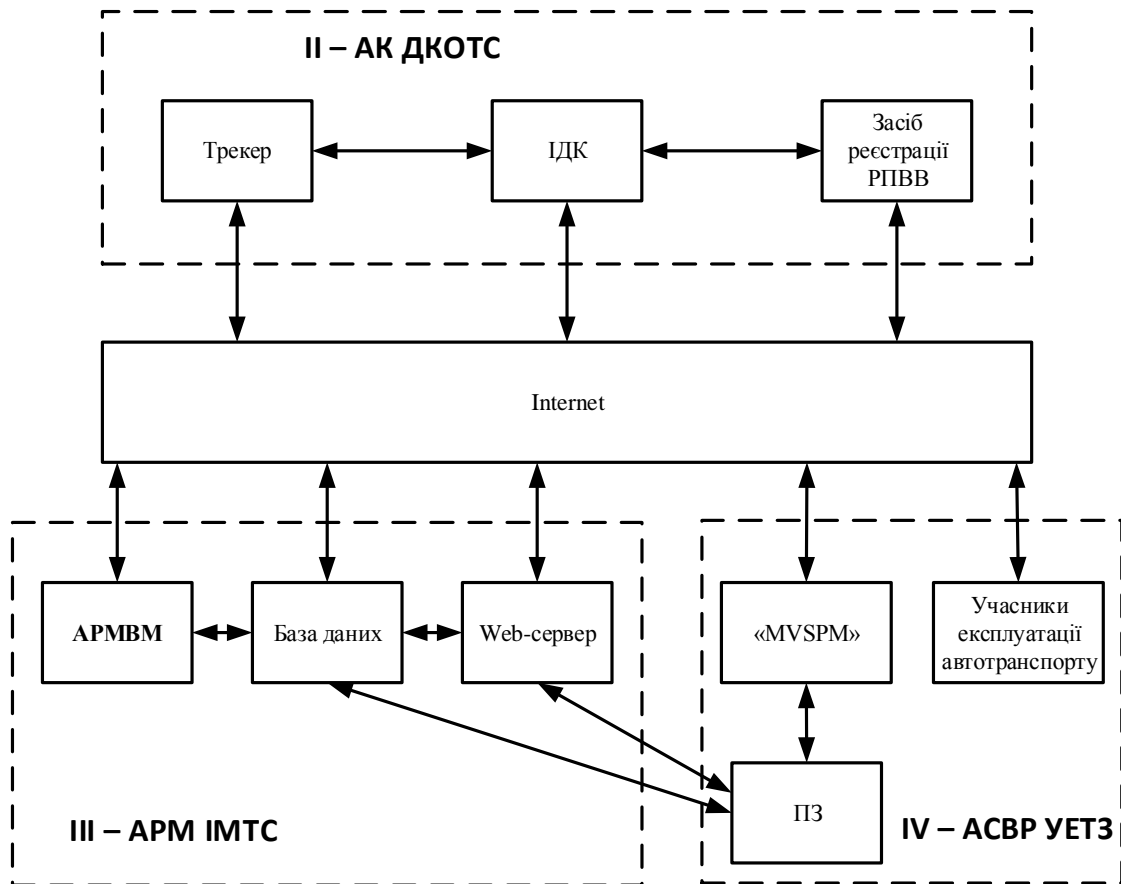 II – АК ДКОТС
Трекер
ІДК
Засіб
реєстрації
РПВВ
Internet
АРМВМ
База даних
Web-сервер
«MVSPM»
Учасники
експлуатації
автотранспорту
ПЗ
III – АРМ ІМТС
IV – АСВР УЕТЗ